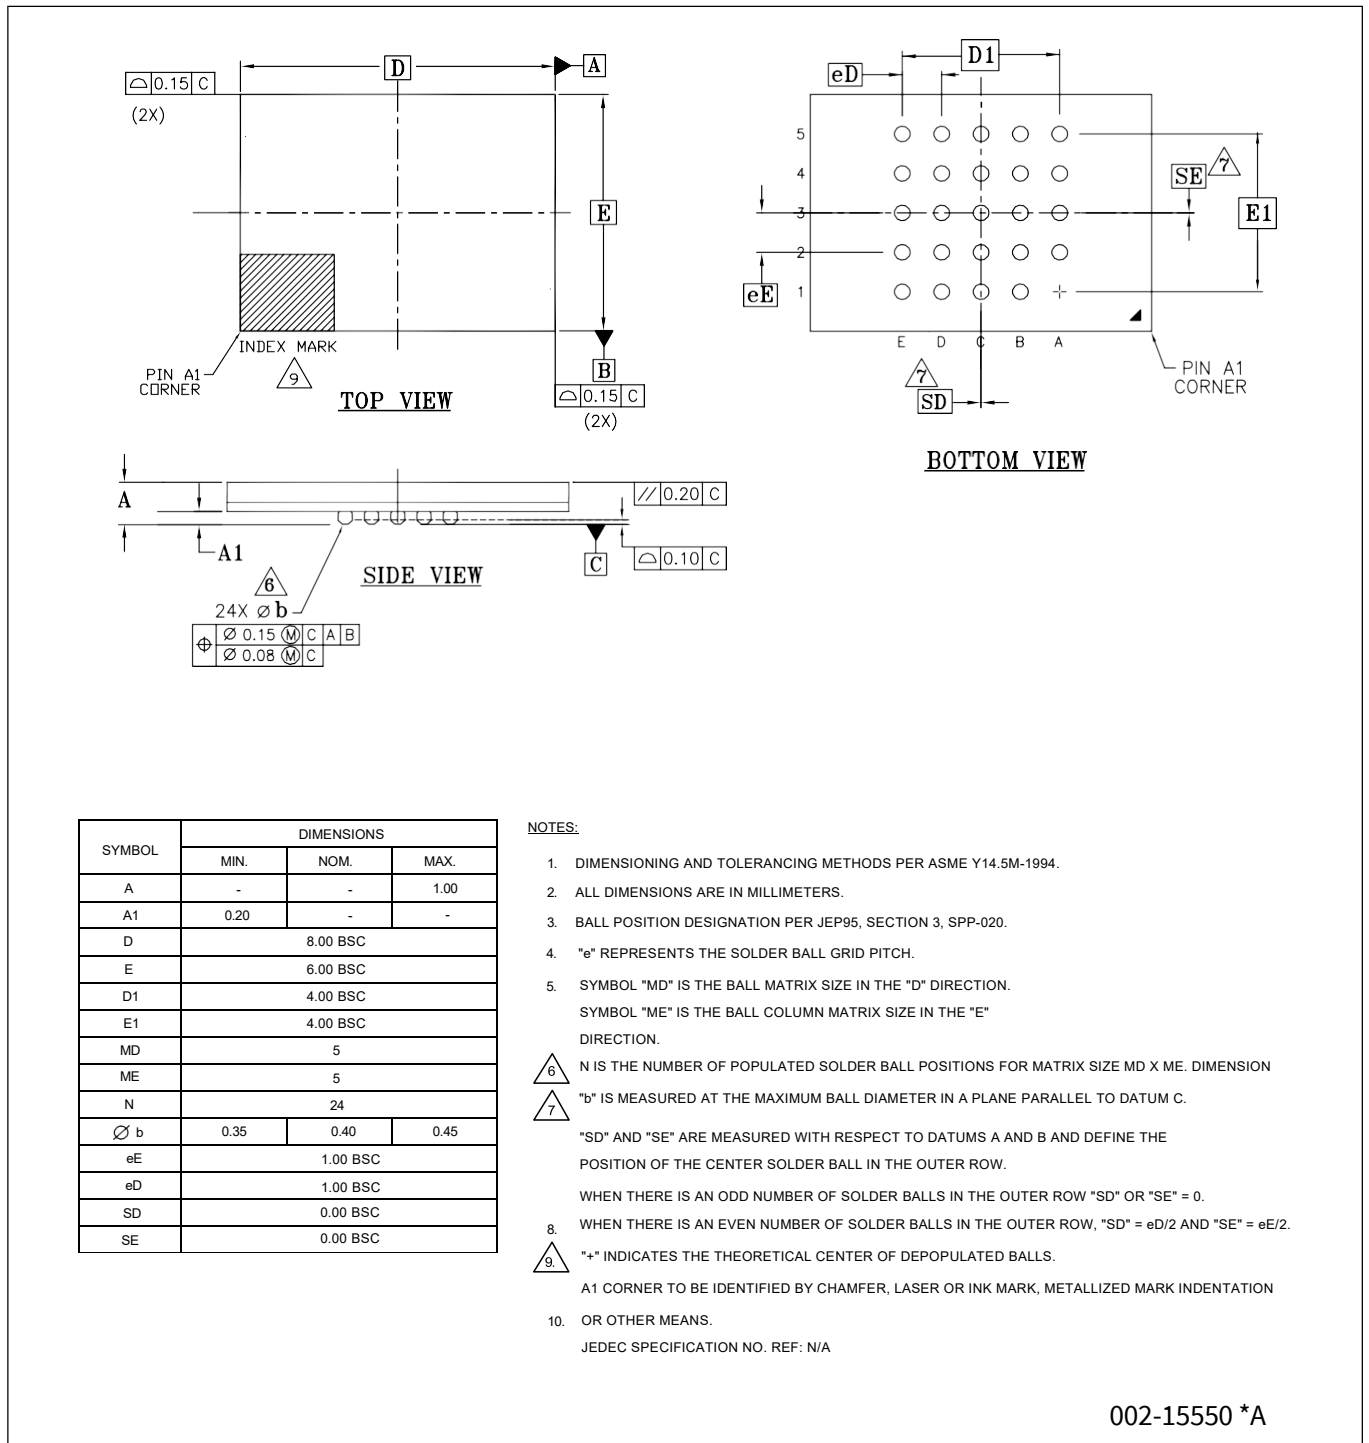 D
A
⌓ 0.15 C
(2X)
E
INDEX MARK
9
PIN A1
CORNER
TOP VIEW
B
⌓ 0.15 C
(2X)
D1
eD
5
4
3
2
1
SE
7
E1
eE
E D C B A
7
SD
PIN A1
CORNER
BOTTOM VIEW
A
A1
// 0.20 C
⌓ 0.10 C
C
SIDE VIEW
6
24X ⌀ b
⌖ ⌀ 0.15 Ⓜ C A B
⌀ 0.08 Ⓜ C
SYMBOL DIMENSIONS
MIN. NOM. MAX.
A - - 1.00
A1 0.20 - -
D 8.00 BSC
E 6.00 BSC
D1 4.00 BSC
E1 4.00 BSC
MD 5
ME 5
N 24
⌀ b 0.35 0.40 0.45
eE 1.00 BSC
eD 1.00 BSC
SD 0.00 BSC
SE 0.00 BSC
NOTES:
1. DIMENSIONING AND TOLERANCING METHODS PER ASME Y14.5M-1994.
2. ALL DIMENSIONS ARE IN MILLIMETERS.
3. BALL POSITION DESIGNATION PER JEP95, SECTION 3, SPP-020.
4. "e" REPRESENTS THE SOLDER BALL GRID PITCH.
5. SYMBOL "MD" IS THE BALL MATRIX SIZE IN THE "D" DIRECTION.
SYMBOL "ME" IS THE BALL COLUMN MATRIX SIZE IN THE "E"
DIRECTION.
6 N IS THE NUMBER OF POPULATED SOLDER BALL POSITIONS FOR MATRIX SIZE MD X ME. DIMENSION
7 "b" IS MEASURED AT THE MAXIMUM BALL DIAMETER IN A PLANE PARALLEL TO DATUM C.
"SD" AND "SE" ARE MEASURED WITH RESPECT TO DATUMS A AND B AND DEFINE THE
POSITION OF THE CENTER SOLDER BALL IN THE OUTER ROW.
WHEN THERE IS AN ODD NUMBER OF SOLDER BALLS IN THE OUTER ROW "SD" OR "SE" = 0.
8. WHEN THERE IS AN EVEN NUMBER OF SOLDER BALLS IN THE OUTER ROW, "SD" = eD/2 AND "SE" = eE/2.
9. "+" INDICATES THE THEORETICAL CENTER OF DEPOPULATED BALLS.
A1 CORNER TO BE IDENTIFIED BY CHAMFER, LASER OR INK MARK, METALLIZED MARK INDENTATION
10. OR OTHER MEANS.
JEDEC SPECIFICATION NO. REF: N/A
002-15550 *A